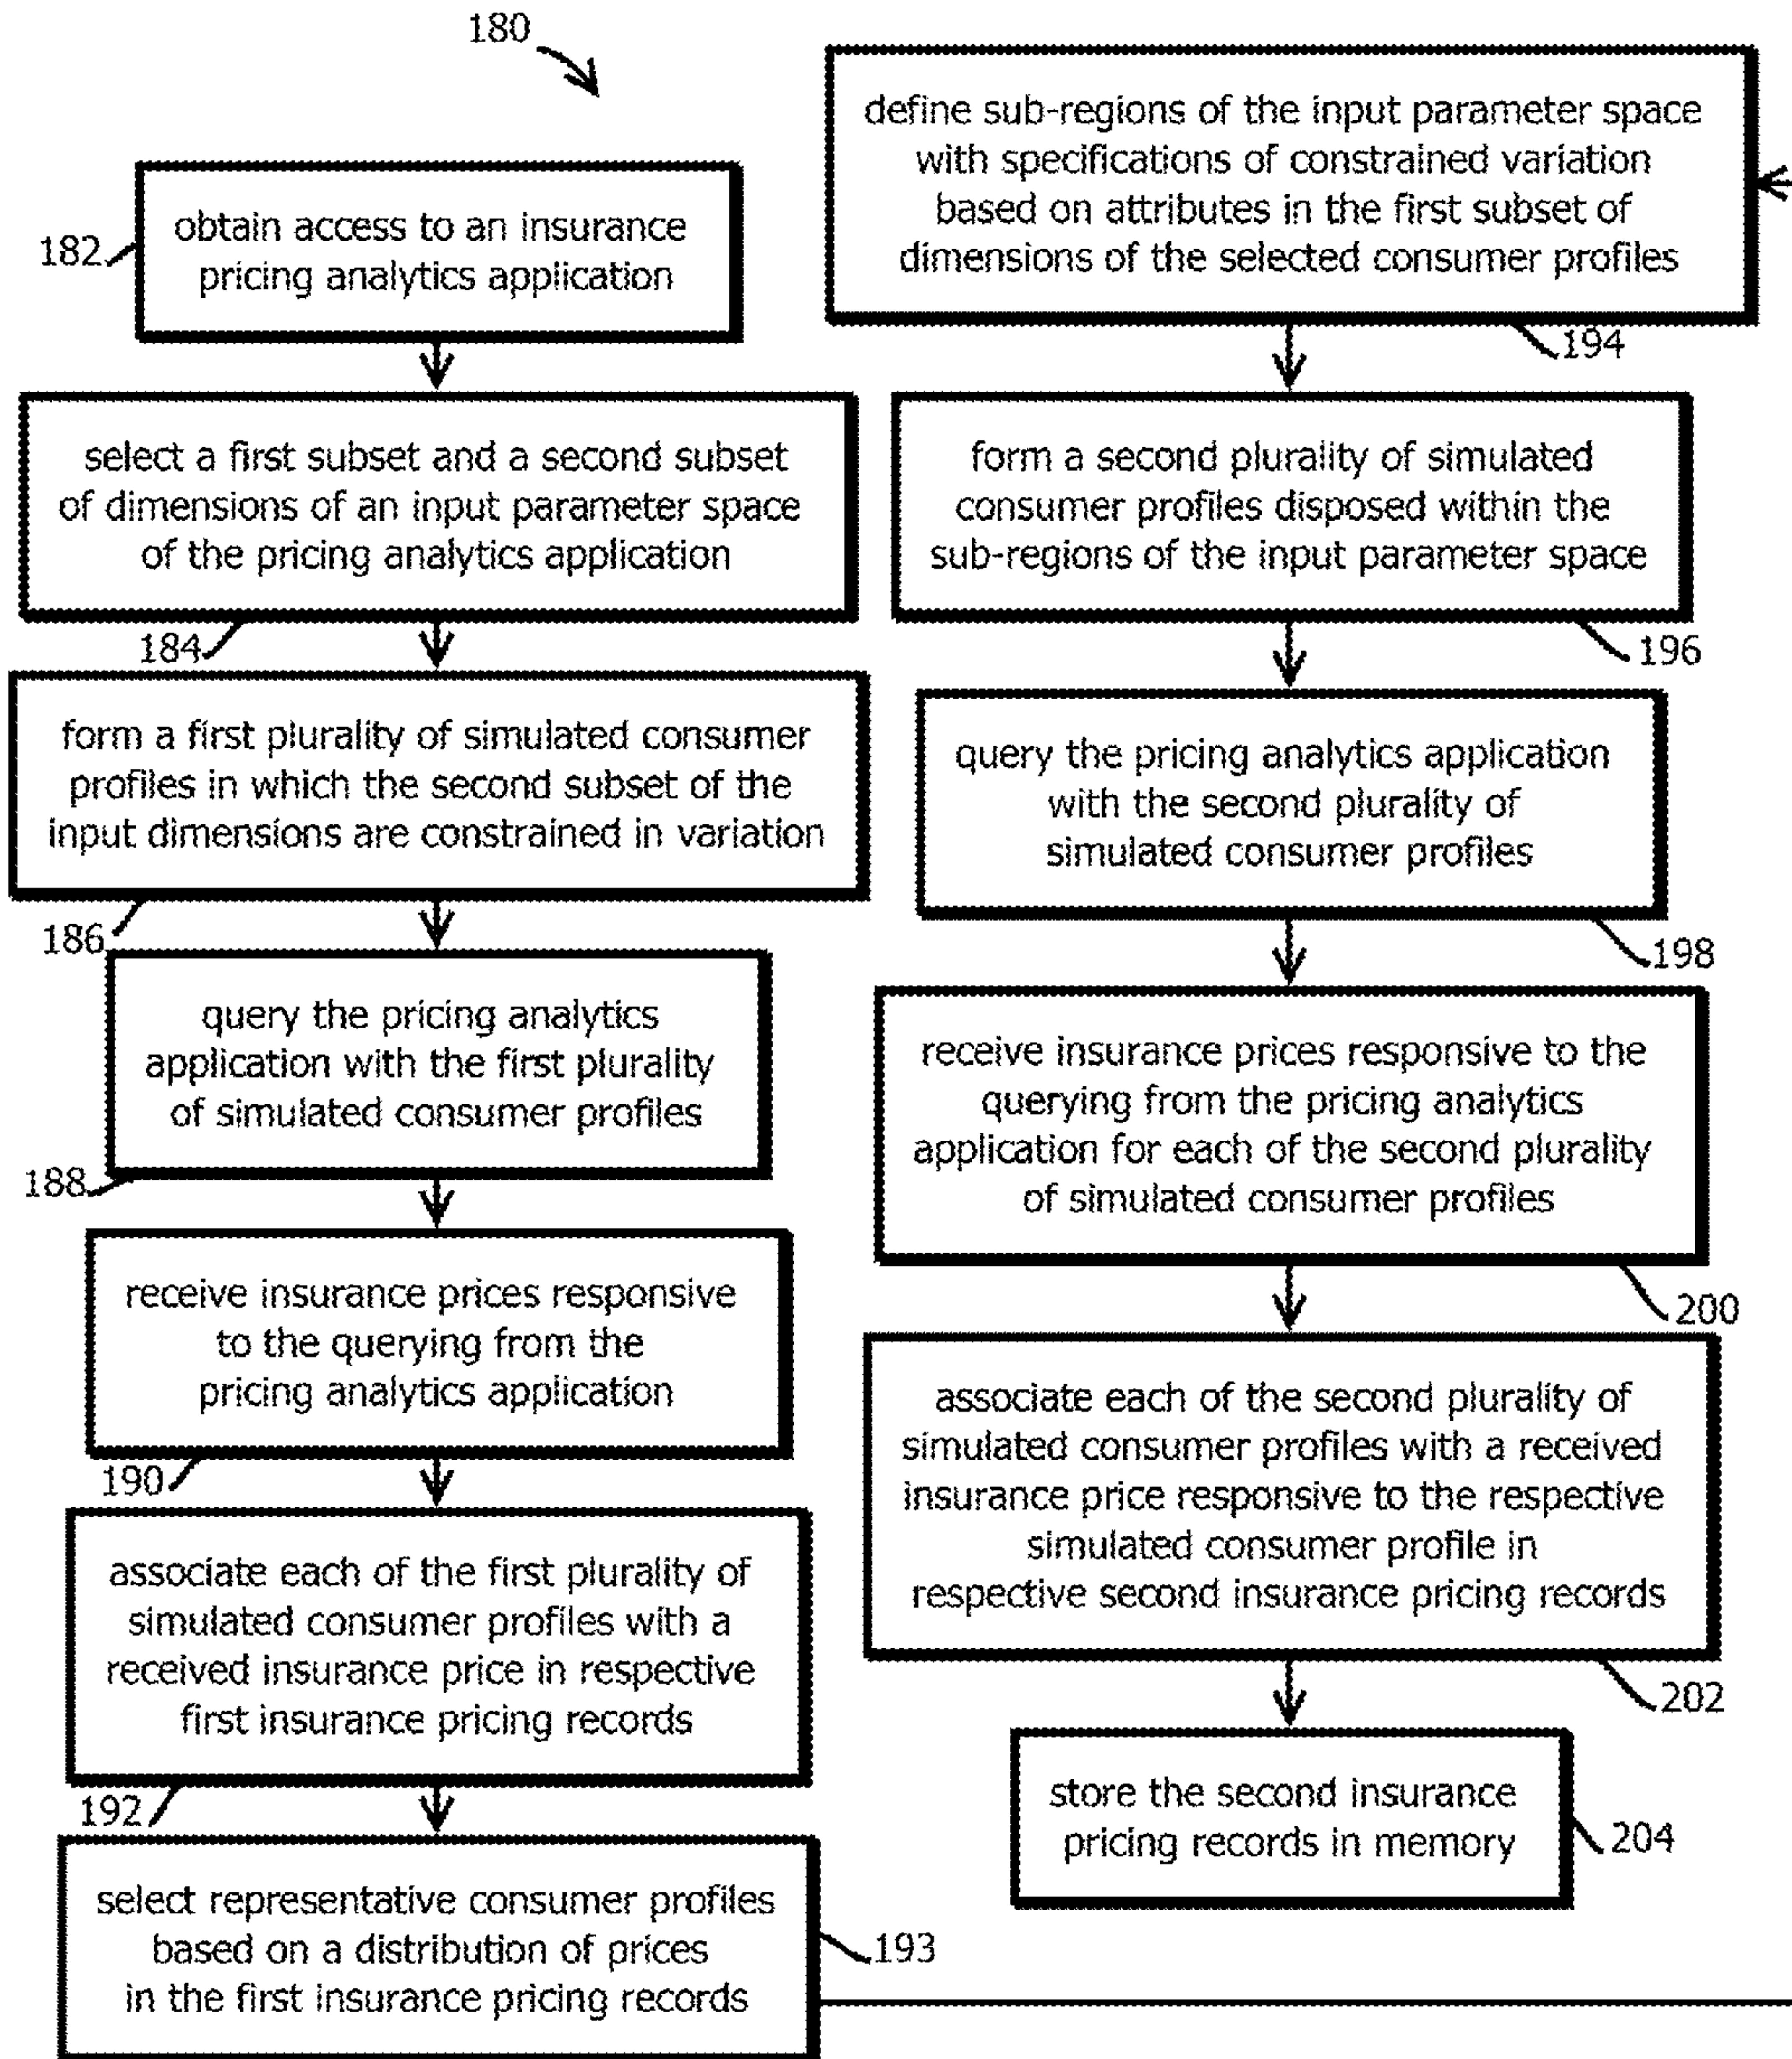 180
182
obtain access to an insurance
pricing analytics application
select a first subset and a second subset
of dimensions of an input parameter space
of the pricing analytics application
184
form a first plurality of simulated consumer
profiles in which the second subset of the
input dimensions are constrained in variation
186
query the pricing analytics
application with the first plurality
of simulated consumer profiles
188
receive insurance prices responsive
to the querying from the
pricing analytics application
190
associate each of the first plurality of
simulated consumer profiles with a
received insurance price in respective
first insurance pricing records
192
select representative consumer profiles
based on a distribution of prices
in the first insurance pricing records
193
define sub-regions of the input parameter space
with specifications of constrained variation
based on attributes in the first subset of
dimensions of the selected consumer profiles
194
form a second plurality of simulated
consumer profiles disposed within the
sub-regions of the input parameter space
196
query the pricing analytics application
with the second plurality of
simulated consumer profiles
198
receive insurance prices responsive to the
querying from the pricing analytics
application for each of the second plurality
of simulated consumer profiles
200
associate each of the second plurality of
simulated consumer profiles with a received
insurance price responsive to the respective
simulated consumer profile in
respective second insurance pricing records
202
store the second insurance
pricing records in memory
204